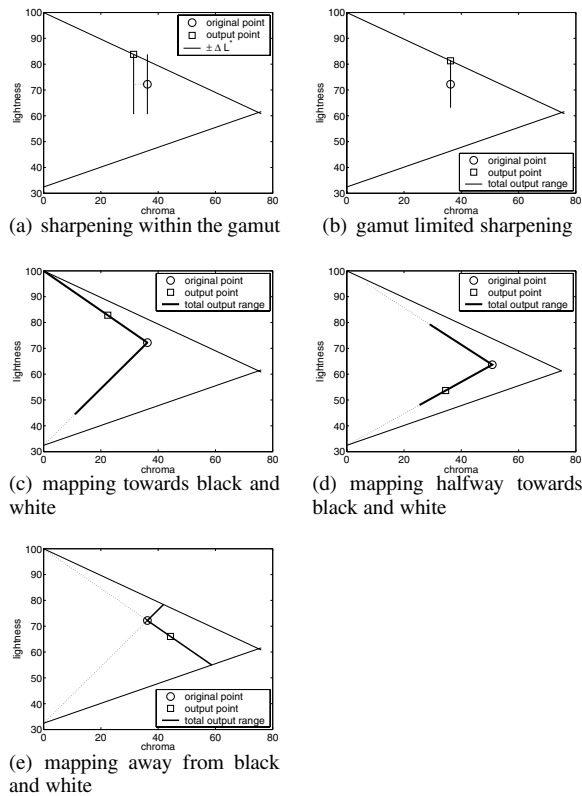 100
90
80
70
60
50
40
30
0 20 40 60 80
lightness
chroma
original point
output point
± Δ L*
(a) sharpening within the gamut
100
90
80
70
60
50
40
30
0 20 40 60 80
lightness
chroma
original point
output point
total output range
(b) gamut limited sharpening
100
90
80
70
60
50
40
30
0 20 40 60 80
lightness
chroma
original point
output point
total output range
(c) mapping towards black and
white
100
90
80
70
60
50
40
30
0 20 40 60 80
lightness
chroma
original point
output point
total output range
(d) mapping halfway towards
black and white
100
90
80
70
60
50
40
30
0 20 40 60 80
lightness
chroma
original point
output point
total output range
(e) mapping away from black
and white